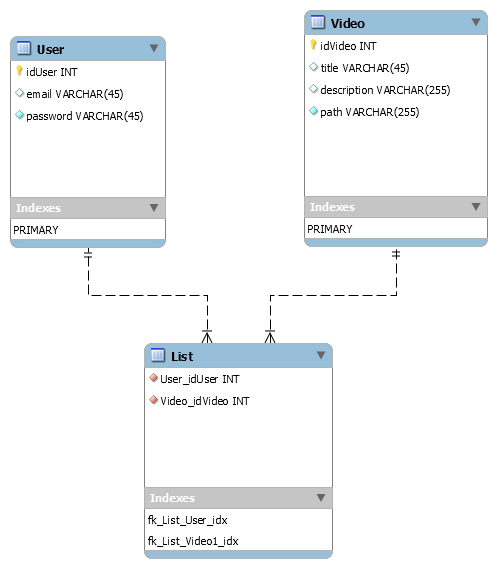 User
idUser INT
email VARCHAR(45)
password VARCHAR(45)
Indexes
PRIMARY
Video
idVideo INT
title VARCHAR(45)
description VARCHAR(255)
path VARCHAR(255)
Indexes
PRIMARY
List
User_idUser INT
Video_idVideo INT
Indexes
fk_List_User_idx
fk_List_Video1_idx